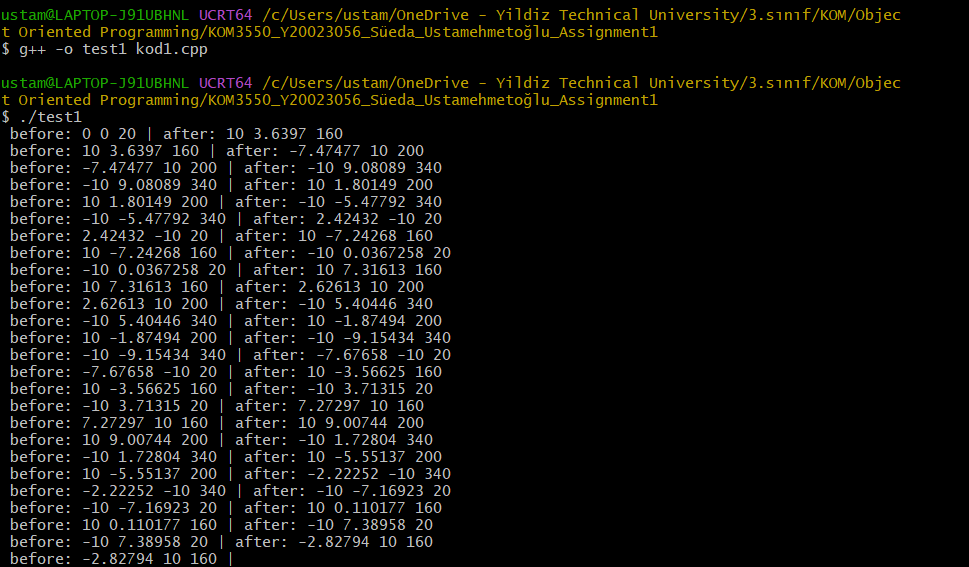 ustam@LAPTOP-J91UBHNL UCRT64 /c/Users/ustam/OneDrive - Yildiz Technical University/3.sınıf/KOM/Objec
t Oriented Programming/KOM3550_Y20023056_Süeda_Ustamehmetoğlu_Assignment1
$ g++ -o test1 kod1.cpp
ustam@LAPTOP-J91UBHNL UCRT64 /c/Users/ustam/OneDrive - Yildiz Technical University/3.sınıf/KOM/Objec
t Oriented Programming/KOM3550_Y20023056_Süeda_Ustamehmetoğlu_Assignment1
$ ./test1
before: 0 0 20 | after: 10 3.6397 160
before: 10 3.6397 160 | after: -7.47477 10 200
before: -7.47477 10 200 | after: -10 9.08089 340
before: -10 9.08089 340 | after: 10 1.80149 200
before: 10 1.80149 200 | after: -10 -5.47792 340
before: -10 -5.47792 340 | after: 2.42432 -10 20
before: 2.42432 -10 20 | after: 10 -7.24268 160
before: 10 -7.24268 160 | after: -10 0.0367258 20
before: -10 0.0367258 20 | after: 10 7.31613 160
before: 10 7.31613 160 | after: 2.62613 10 200
before: 2.62613 10 200 | after: -10 5.40446 340
before: -10 5.40446 340 | after: 10 -1.87494 200
before: 10 -1.87494 200 | after: -10 -9.15434 340
before: -10 -9.15434 340 | after: -7.67658 -10 20
before: -7.67658 -10 20 | after: 10 -3.56625 160
before: 10 -3.56625 160 | after: -10 3.71315 20
before: -10 3.71315 20 | after: 7.27297 10 160
before: 7.27297 10 160 | after: 10 9.00744 200
before: 10 9.00744 200 | after: -10 1.72804 340
before: -10 1.72804 340 | after: 10 -5.55137 200
before: 10 -5.55137 200 | after: -2.22252 -10 340
before: -2.22252 -10 340 | after: -10 -7.16923 20
before: -10 -7.16923 20 | after: 10 0.110177 160
before: 10 0.110177 160 | after: -10 7.38958 20
before: -10 7.38958 20 | after: -2.82794 10 160
before: -2.82794 10 160 |